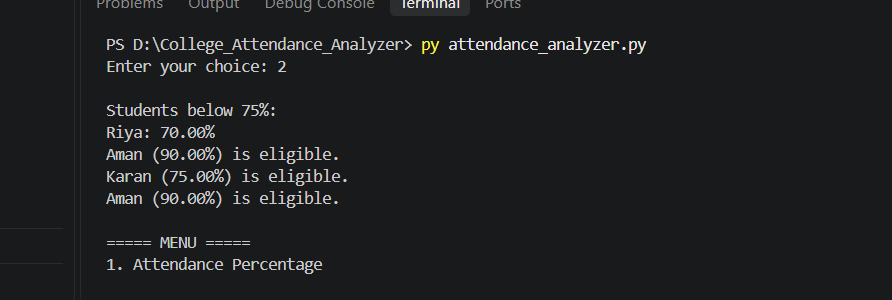 Problems Output Debug Console Terminal Ports
PS D:\College_Attendance_Analyzer> py attendance_analyzer.py
Enter your choice: 2
Students below 75%:
Riya: 70.00%
Aman (90.00%) is eligible.
Karan (75.00%) is eligible.
Aman (90.00%) is eligible.
===== MENU =====
1. Attendance Percentage